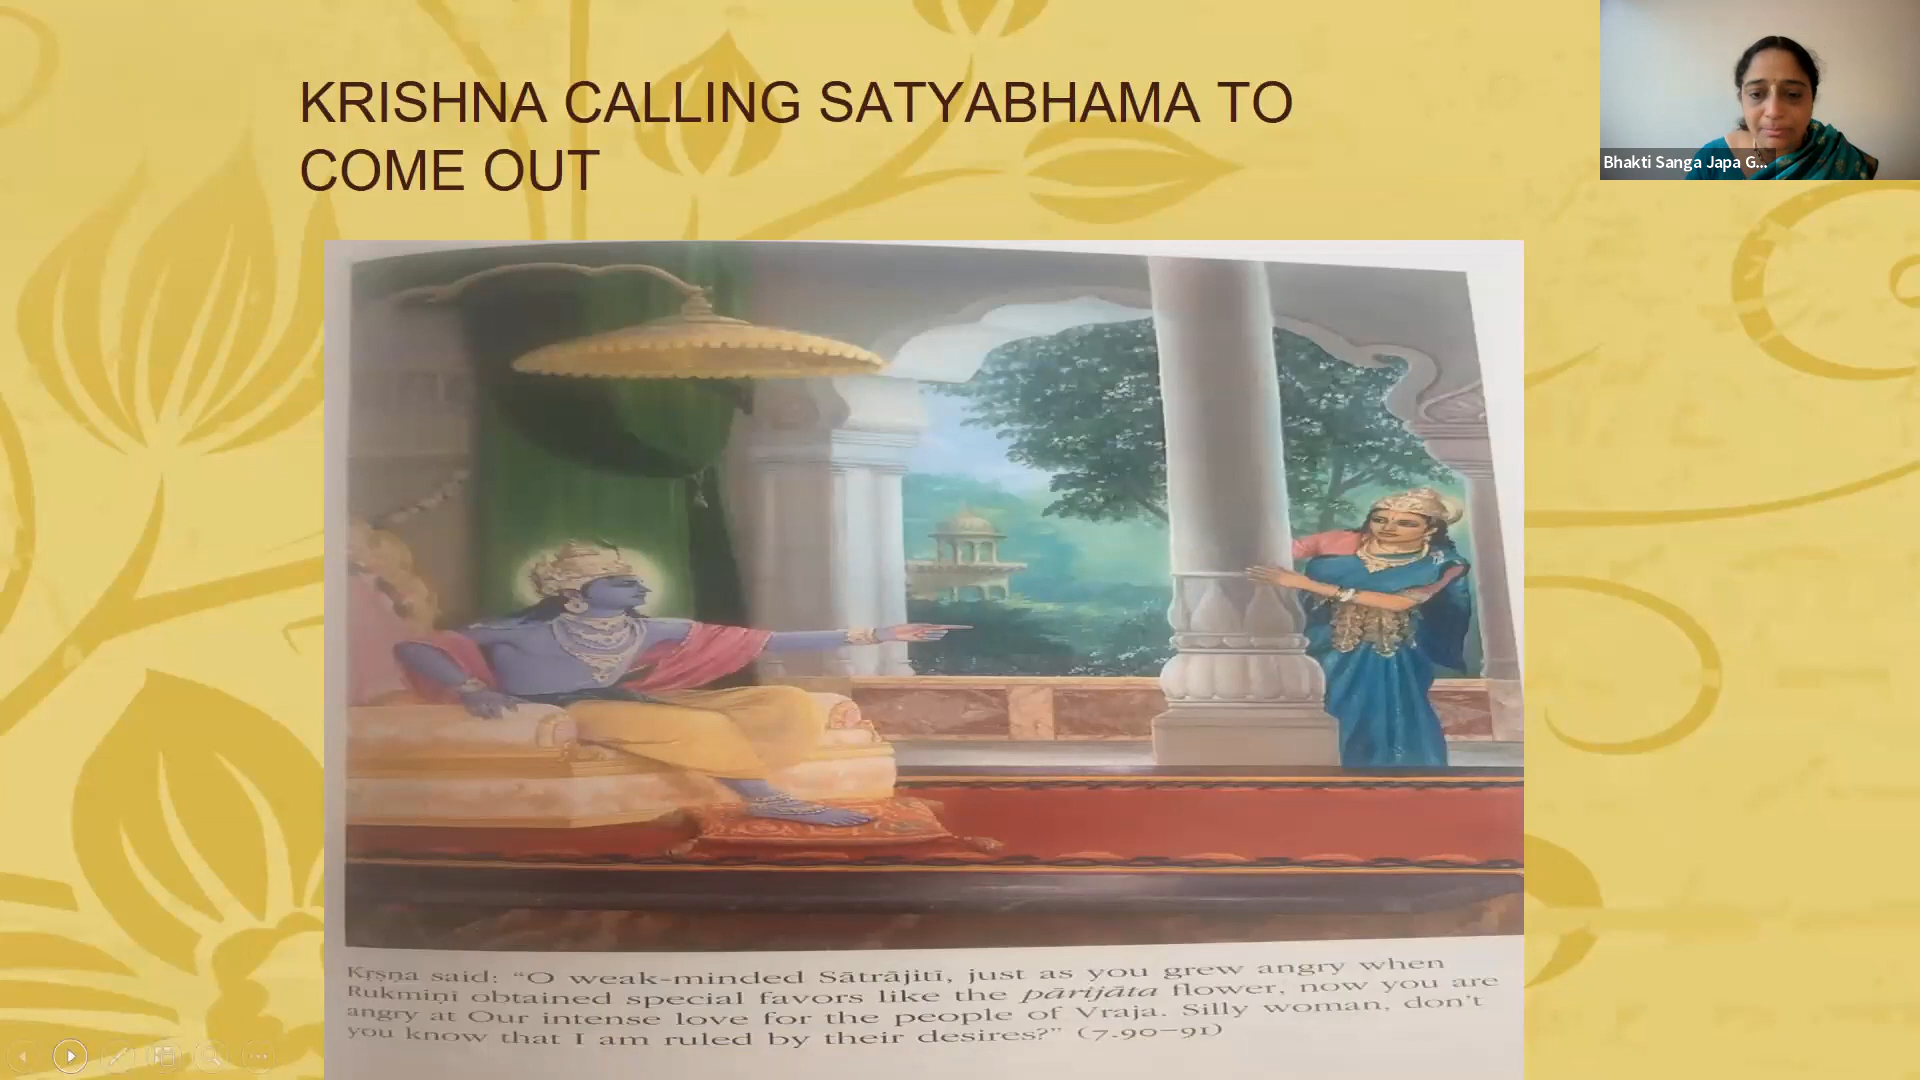 KRISHNA CALLING SATYABHAMA TO
COME OUT
Bhakti Sanga Japa G...
Kṛṣṇa said: “O weak-minded Sātrājitī, just as you grew angry when
Rukmiṇī obtained special favors like the pārijāta flower, now you are
angry at Our intense love for the people of Vraja. Silly woman, don’t
you know that I am ruled by their desires?” (7.90–91)